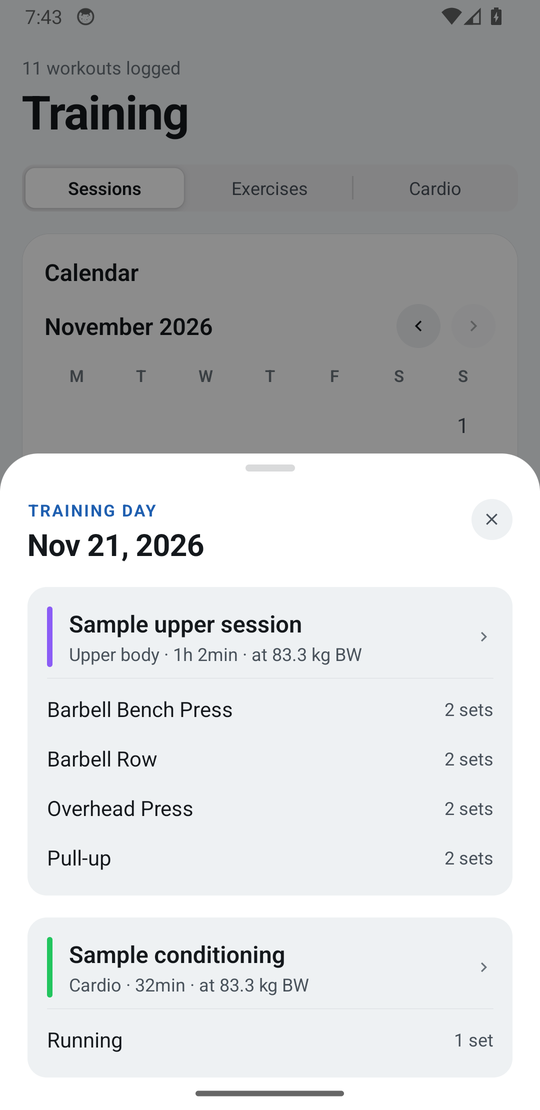 7:43
11 workouts logged
Training
Sessions Exercises Cardio
Calendar
November 2026
M T W T F S S
1
TRAINING DAY
Nov 21, 2026
Sample upper session
Upper body · 1h 2min · at 83.3 kg BW
Barbell Bench Press 2 sets
Barbell Row 2 sets
Overhead Press 2 sets
Pull-up 2 sets
Sample conditioning
Cardio · 32min · at 83.3 kg BW
Running 1 set